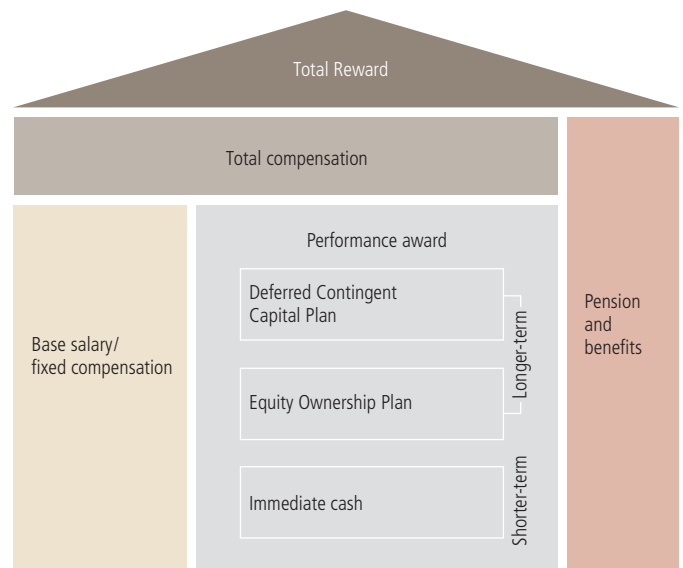 Total Reward
Total compensation
Base salary/
fixed compensation
Performance award
Deferred Contingent
Capital Plan
Equity Ownership Plan
Longer-term
Immediate cash
Shorter-term
Pension
and
benefits